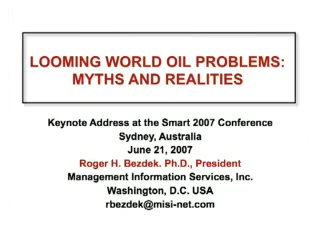 LOOMING WORLD OIL PROBLEMS:
MYTHS AND REALITIES
Keynote Address at the Smart 2007 Conference
Sydney, Australia
June 21, 2007
Roger H. Bezdek. Ph.D., President
Management Information Services, Inc.
Washington, D.C. USA
rbezdek@misi-net.com